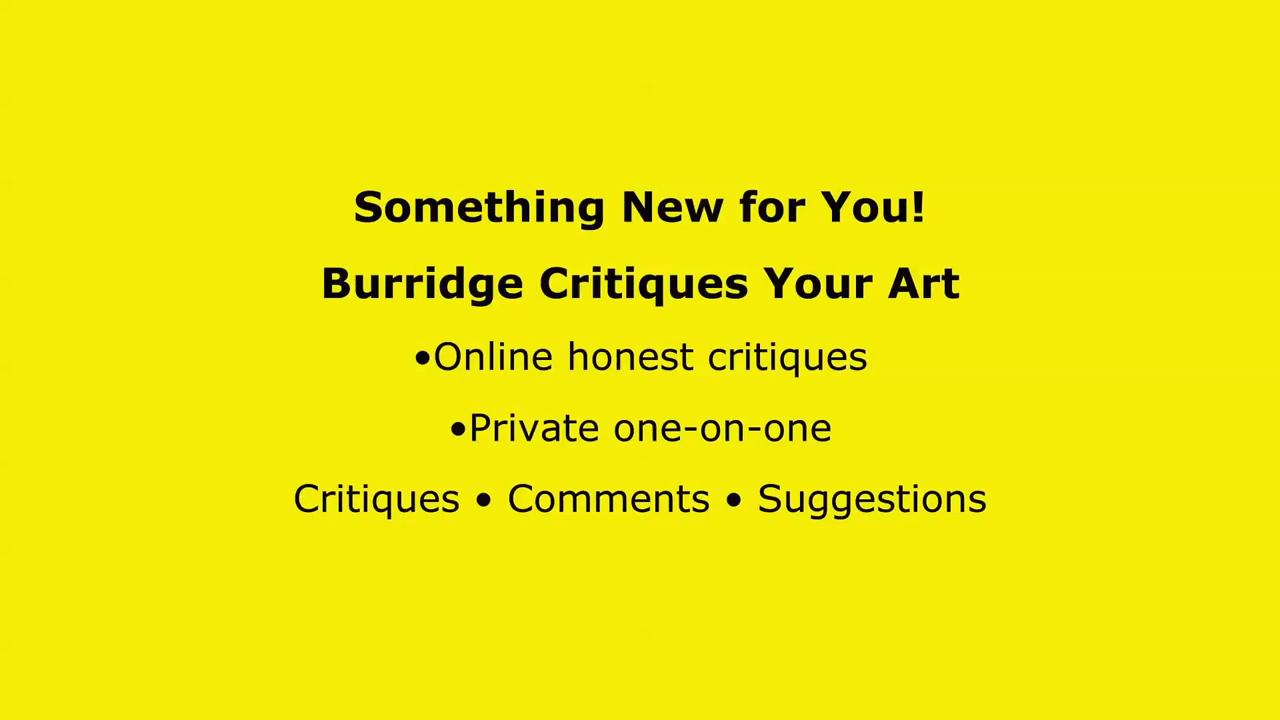 Something New for You!
Burridge Critiques Your Art
•Online honest critiques
•Private one-on-one
Critiques • Comments • Suggestions